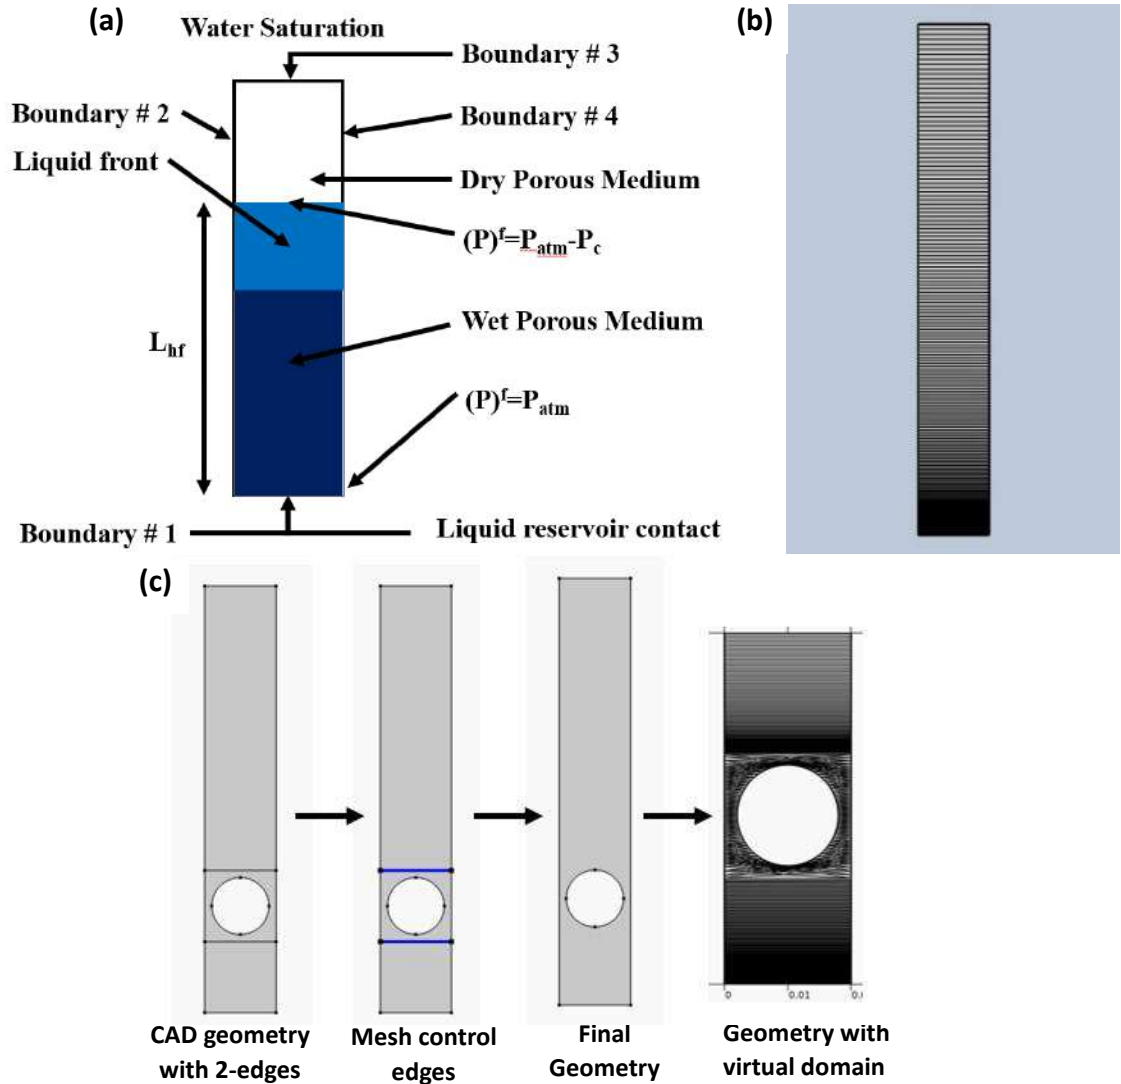 (a)
Water Saturation
Boundary # 3
Boundary # 2
Boundary # 4
Liquid front
Dry Porous Medium
(P)f=Patm-Pc
Lhf
Wet Porous Medium
(P)f=Patm
Boundary # 1
Liquid reservoir contact
(b)
(c)
0
0.01
0.
CAD geometry
with 2-edges
Mesh control
edges
Final
Geometry
Geometry with
virtual domain